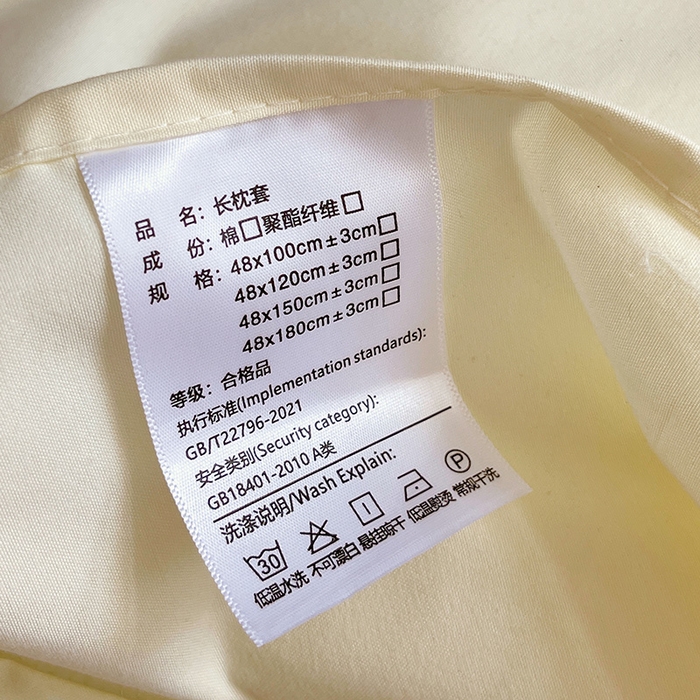 品 名：长枕套
成 份：棉□聚酯纤维□
规 格：48x100cm±3cm□
48x120cm±3cm□
48x150cm±3cm□
48x180cm±3cm□
等级：合格品
执行标准(Implementation standards):
GB/T22796-2021
安全类别(Security category):
GB18401-2010 A类
洗涤说明/Wash Explain:
30 P
低温水洗 不可漂白 悬挂晾干 低温熨烫 常规干洗